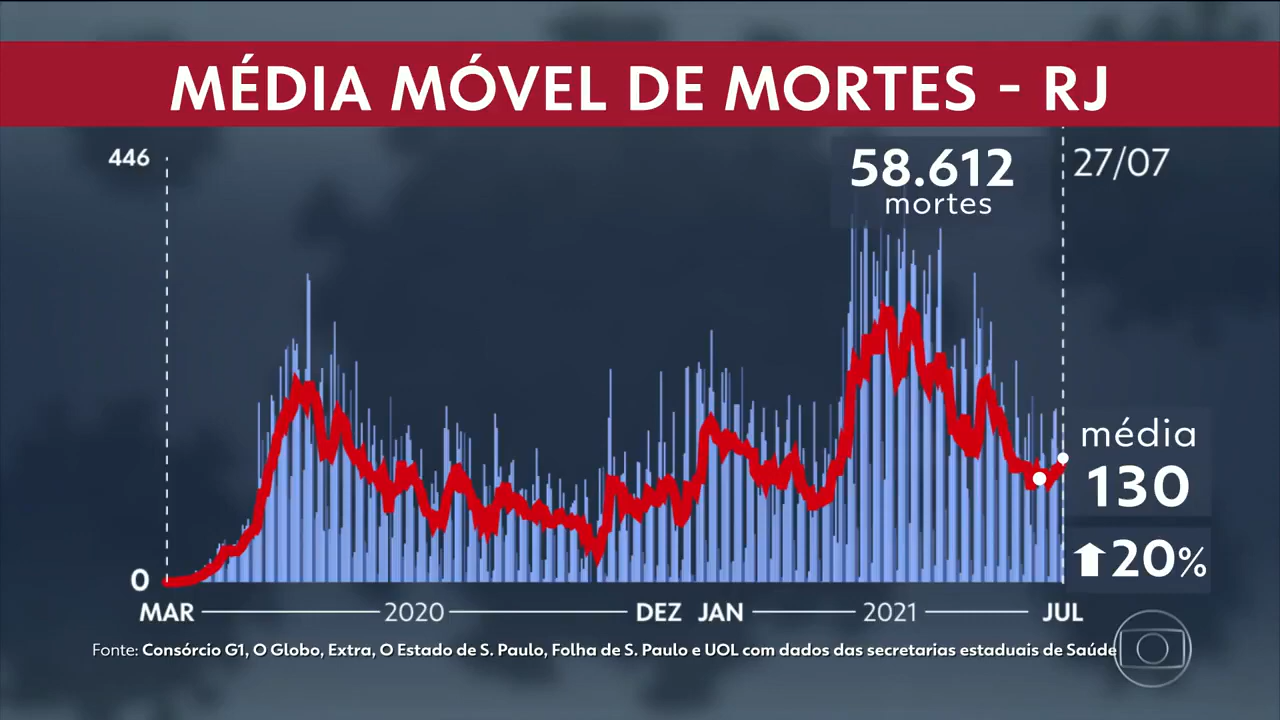 MÉDIA MÓVEL DE MORTES - RJ
446
58.612
mortes
27/07
média
130
20%
0
MAR
2020
DEZ
JAN
2021
JUL
Fonte: Consórcio G1, O Globo, Extra, O Estado de S. Paulo, Folha de S. Paulo e UOL com dados das secretarias estaduais de Saúde